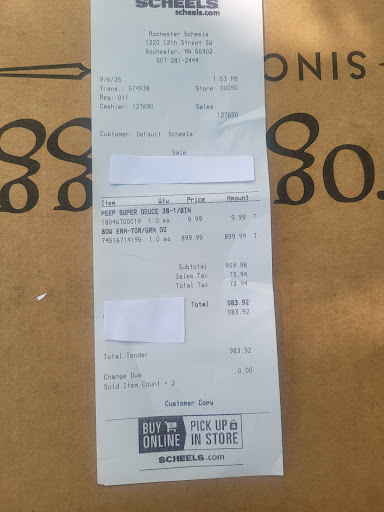 SCHEELS
scheels.com
Rochester Scheels
1220 12th Street SW
Rochester, MN 55902
507-281-2444
9/6/25 1:53 PM
Trans.: 574938 Store: 00090
Reg: 011
Cashier: 127690 Sales:
127690
Customer: Default Scheels
Sale
Item Qty Price Amount
PEEP SUPER DEUCE 38-1/8IN
18046700019 1.0 ea 9.99 9.99 T
BOW ERA-7OR/GRN OD
74516714195 1.0 ea 899.99 899.99 T
Subtotal 909.98
Sales Tax 73.94
Total Tax 73.94
Total 983.92
983.92
Total Tender 983.92
Change Due 0.00
Sold Item Count = 2
Customer Copy
BUY ONLINE PICK UP IN STORE
SCHEELS.com
ONIS